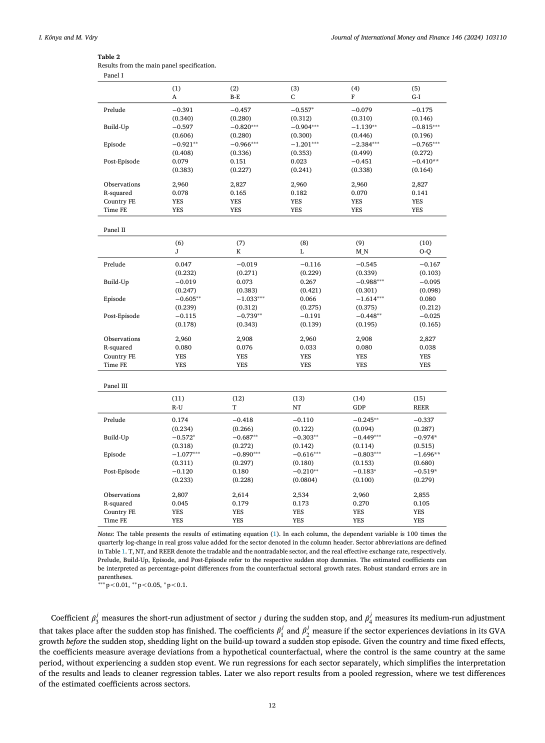 I. Kónya and M. Váry Journal of International Money and Finance 146 (2024) 103110
Table 2
Results from the main panel specification.
Panel I
(1) (2) (3) (4) (5)
A B-E C F G-I
Prelude −0.391 −0.457 −0.557* −0.079 −0.175
(0.340) (0.280) (0.312) (0.310) (0.146)
Build-Up −0.597 −0.820*** −0.904*** −1.139** −0.815***
(0.606) (0.280) (0.300) (0.446) (0.196)
Episode −0.921** −0.966*** −1.201*** −2.384*** −0.765***
(0.408) (0.336) (0.353) (0.499) (0.272)
Post-Episode 0.079 0.151 0.023 −0.451 −0.410**
(0.383) (0.227) (0.241) (0.338) (0.164)
Observations 2,960 2,827 2,960 2,960 2,827
R-squared 0.078 0.165 0.182 0.070 0.141
Country FE YES YES YES YES YES
Time FE YES YES YES YES YES
Panel II
(6) (7) (8) (9) (10)
J K L M_N O-Q
Prelude 0.047 −0.019 −0.116 −0.545 −0.167
(0.232) (0.271) (0.229) (0.339) (0.103)
Build-Up −0.019 0.073 0.267 −0.988*** −0.095
(0.247) (0.383) (0.421) (0.301) (0.098)
Episode −0.605** −1.033*** 0.066 −1.614*** 0.080
(0.239) (0.312) (0.275) (0.375) (0.212)
Post-Episode −0.115 −0.739** −0.191 −0.448** −0.025
(0.178) (0.343) (0.139) (0.195) (0.165)
Observations 2,960 2,908 2,960 2,908 2,827
R-squared 0.080 0.076 0.033 0.080 0.038
Country FE YES YES YES YES YES
Time FE YES YES YES YES YES
Panel III
(11) (12) (13) (14) (15)
R-U T NT GDP REER
Prelude 0.174 −0.418 −0.110 −0.245** −0.337
(0.234) (0.266) (0.122) (0.094) (0.287)
Build-Up −0.572* −0.687** −0.303** −0.449*** −0.974*
(0.318) (0.272) (0.142) (0.114) (0.515)
Episode −1.077*** −0.890*** −0.616*** −0.803*** −1.696**
(0.311) (0.297) (0.180) (0.153) (0.680)
Post-Episode −0.120 0.180 −0.210** −0.183* −0.519*
(0.233) (0.228) (0.0804) (0.100) (0.279)
Observations 2,807 2,614 2,534 2,960 2,855
R-squared 0.045 0.179 0.173 0.270 0.105
Country FE YES YES YES YES YES
Time FE YES YES YES YES YES
Notes: The table presents the results of estimating equation (1). In each column, the dependent variable is 100 times the
quarterly log-change in real gross value added for the sector denoted in the column header. Sector abbreviations are defined
in Table 1. T, NT, and REER denote the tradable and the nontradable sector, and the real effective exchange rate, respectively.
Prelude, Build-Up, Episode, and Post-Episode refer to the respective sudden stop dummies. The estimated coefficients can
be interpreted as percentage-point differences from the counterfactual sectoral growth rates. Robust standard errors are in
parentheses.
***p<0.01, **p<0.05, *p<0.1.
Coefficient β₃ʲ measures the short-run adjustment of sector j during the sudden stop, and β₄ʲ measures its medium-run adjustment
that takes place after the sudden stop has finished. The coefficients β₁ʲ and β₂ʲ measure if the sector experiences deviations in its GVA
growth before the sudden stop, shedding light on the build-up toward a sudden stop episode. Given the country and time fixed effects,
the coefficients measure average deviations from a hypothetical counterfactual, where the control is the same country at the same
period, without experiencing a sudden stop event. We run regressions for each sector separately, which simplifies the interpretation
of the results and leads to cleaner regression tables. Later we also report results from a pooled regression, where we test differences
of the estimated coefficients across sectors.
12